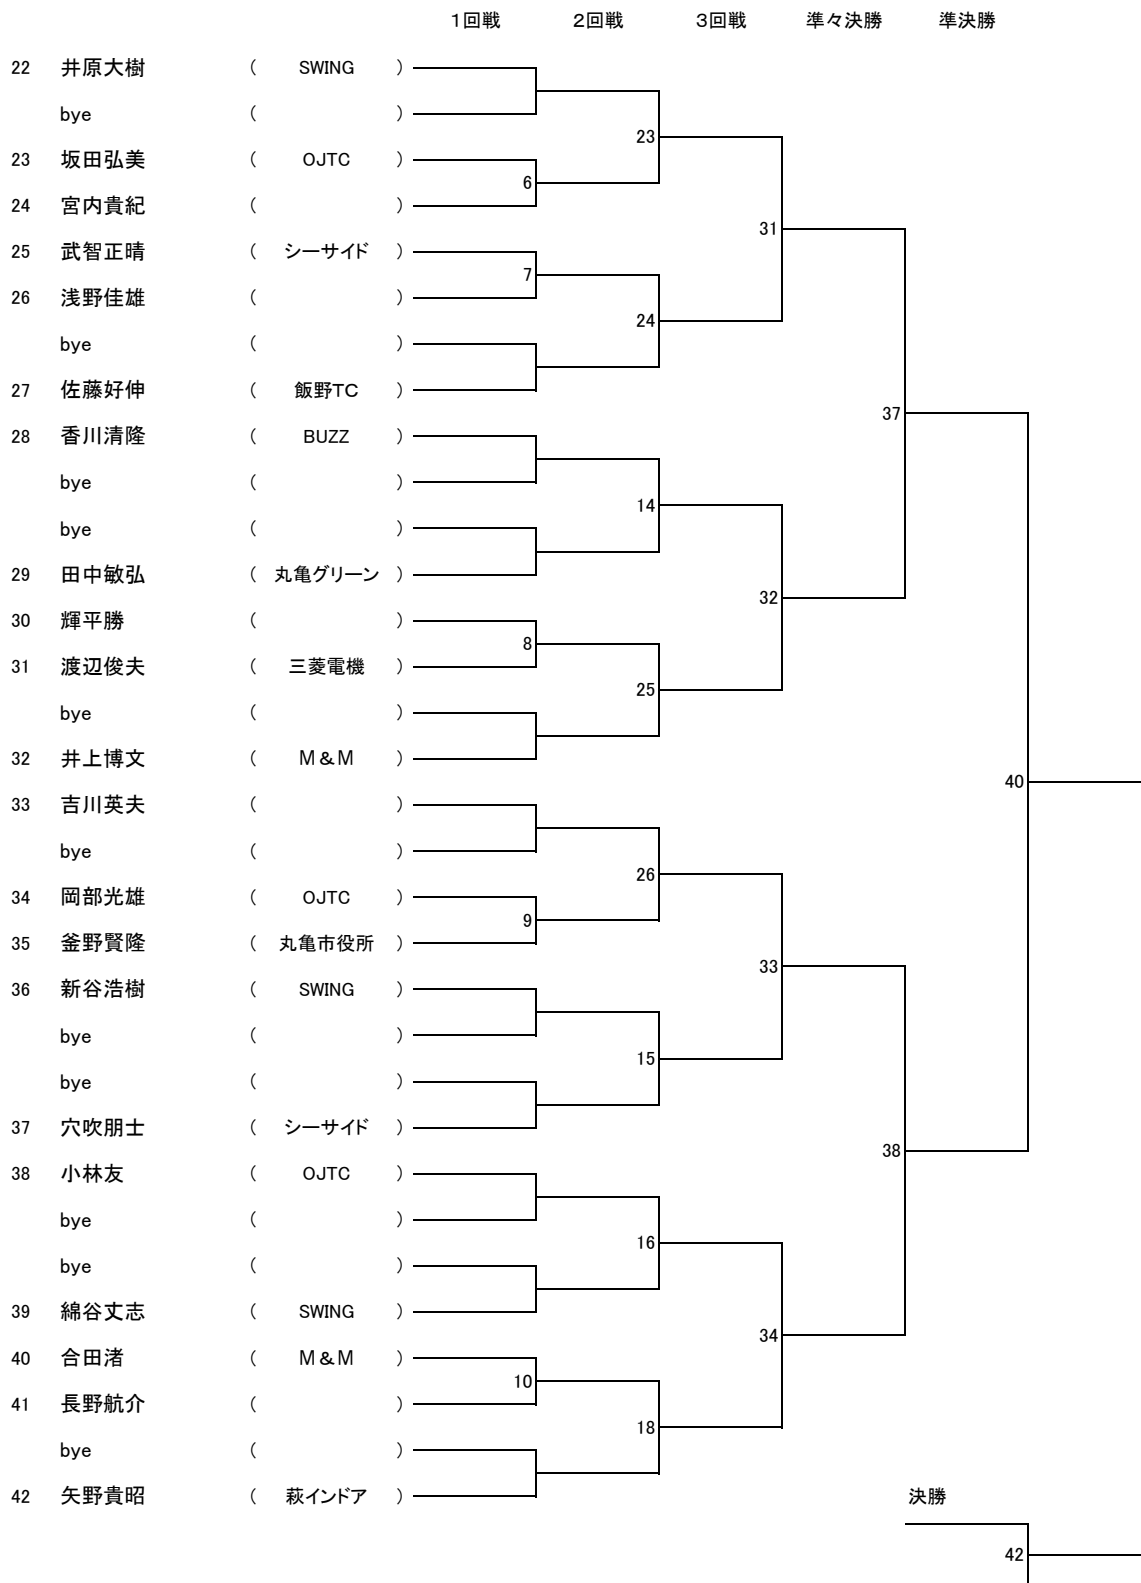 １回戦 ２回戦 ３回戦 準々決勝 準決勝
22 井原大樹 ( SWING )
bye ( )
23
23 坂田弘美 ( OJTC )
6
24 宮内貴紀 ( )
31
25 武智正晴 ( シーサイド )
7
26 浅野佳雄 ( )
24
bye ( )
27 佐藤好伸 ( 飯野TC )
37
28 香川清隆 ( BUZZ )
bye ( )
14
bye ( )
29 田中敏弘 ( 丸亀グリーン )
32
30 輝平勝 ( )
8
31 渡辺俊夫 ( 三菱電機 )
25
bye ( )
32 井上博文 ( M＆M )
40
33 吉川英夫 ( )
bye ( )
26
34 岡部光雄 ( OJTC )
9
35 釜野賢隆 ( 丸亀市役所 )
33
36 新谷浩樹 ( SWING )
bye ( )
15
bye ( )
37 穴吹朋士 ( シーサイド )
38
38 小林友 ( OJTC )
bye ( )
16
bye ( )
39 綿谷丈志 ( SWING )
34
40 合田渚 ( M＆M )
10
41 長野航介 ( )
18
bye ( )
42 矢野貴昭 ( 萩インドア )
決勝
42